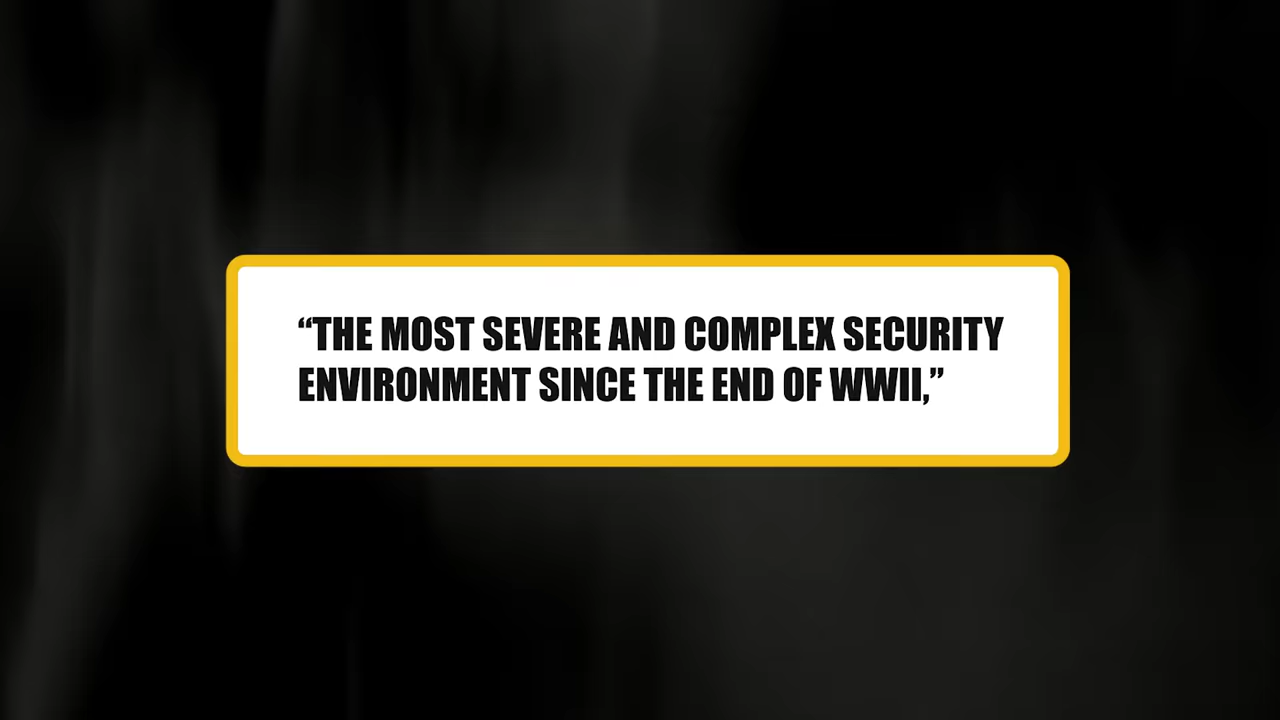 “THE MOST SEVERE AND COMPLEX SECURITY
ENVIRONMENT SINCE THE END OF WWII,”